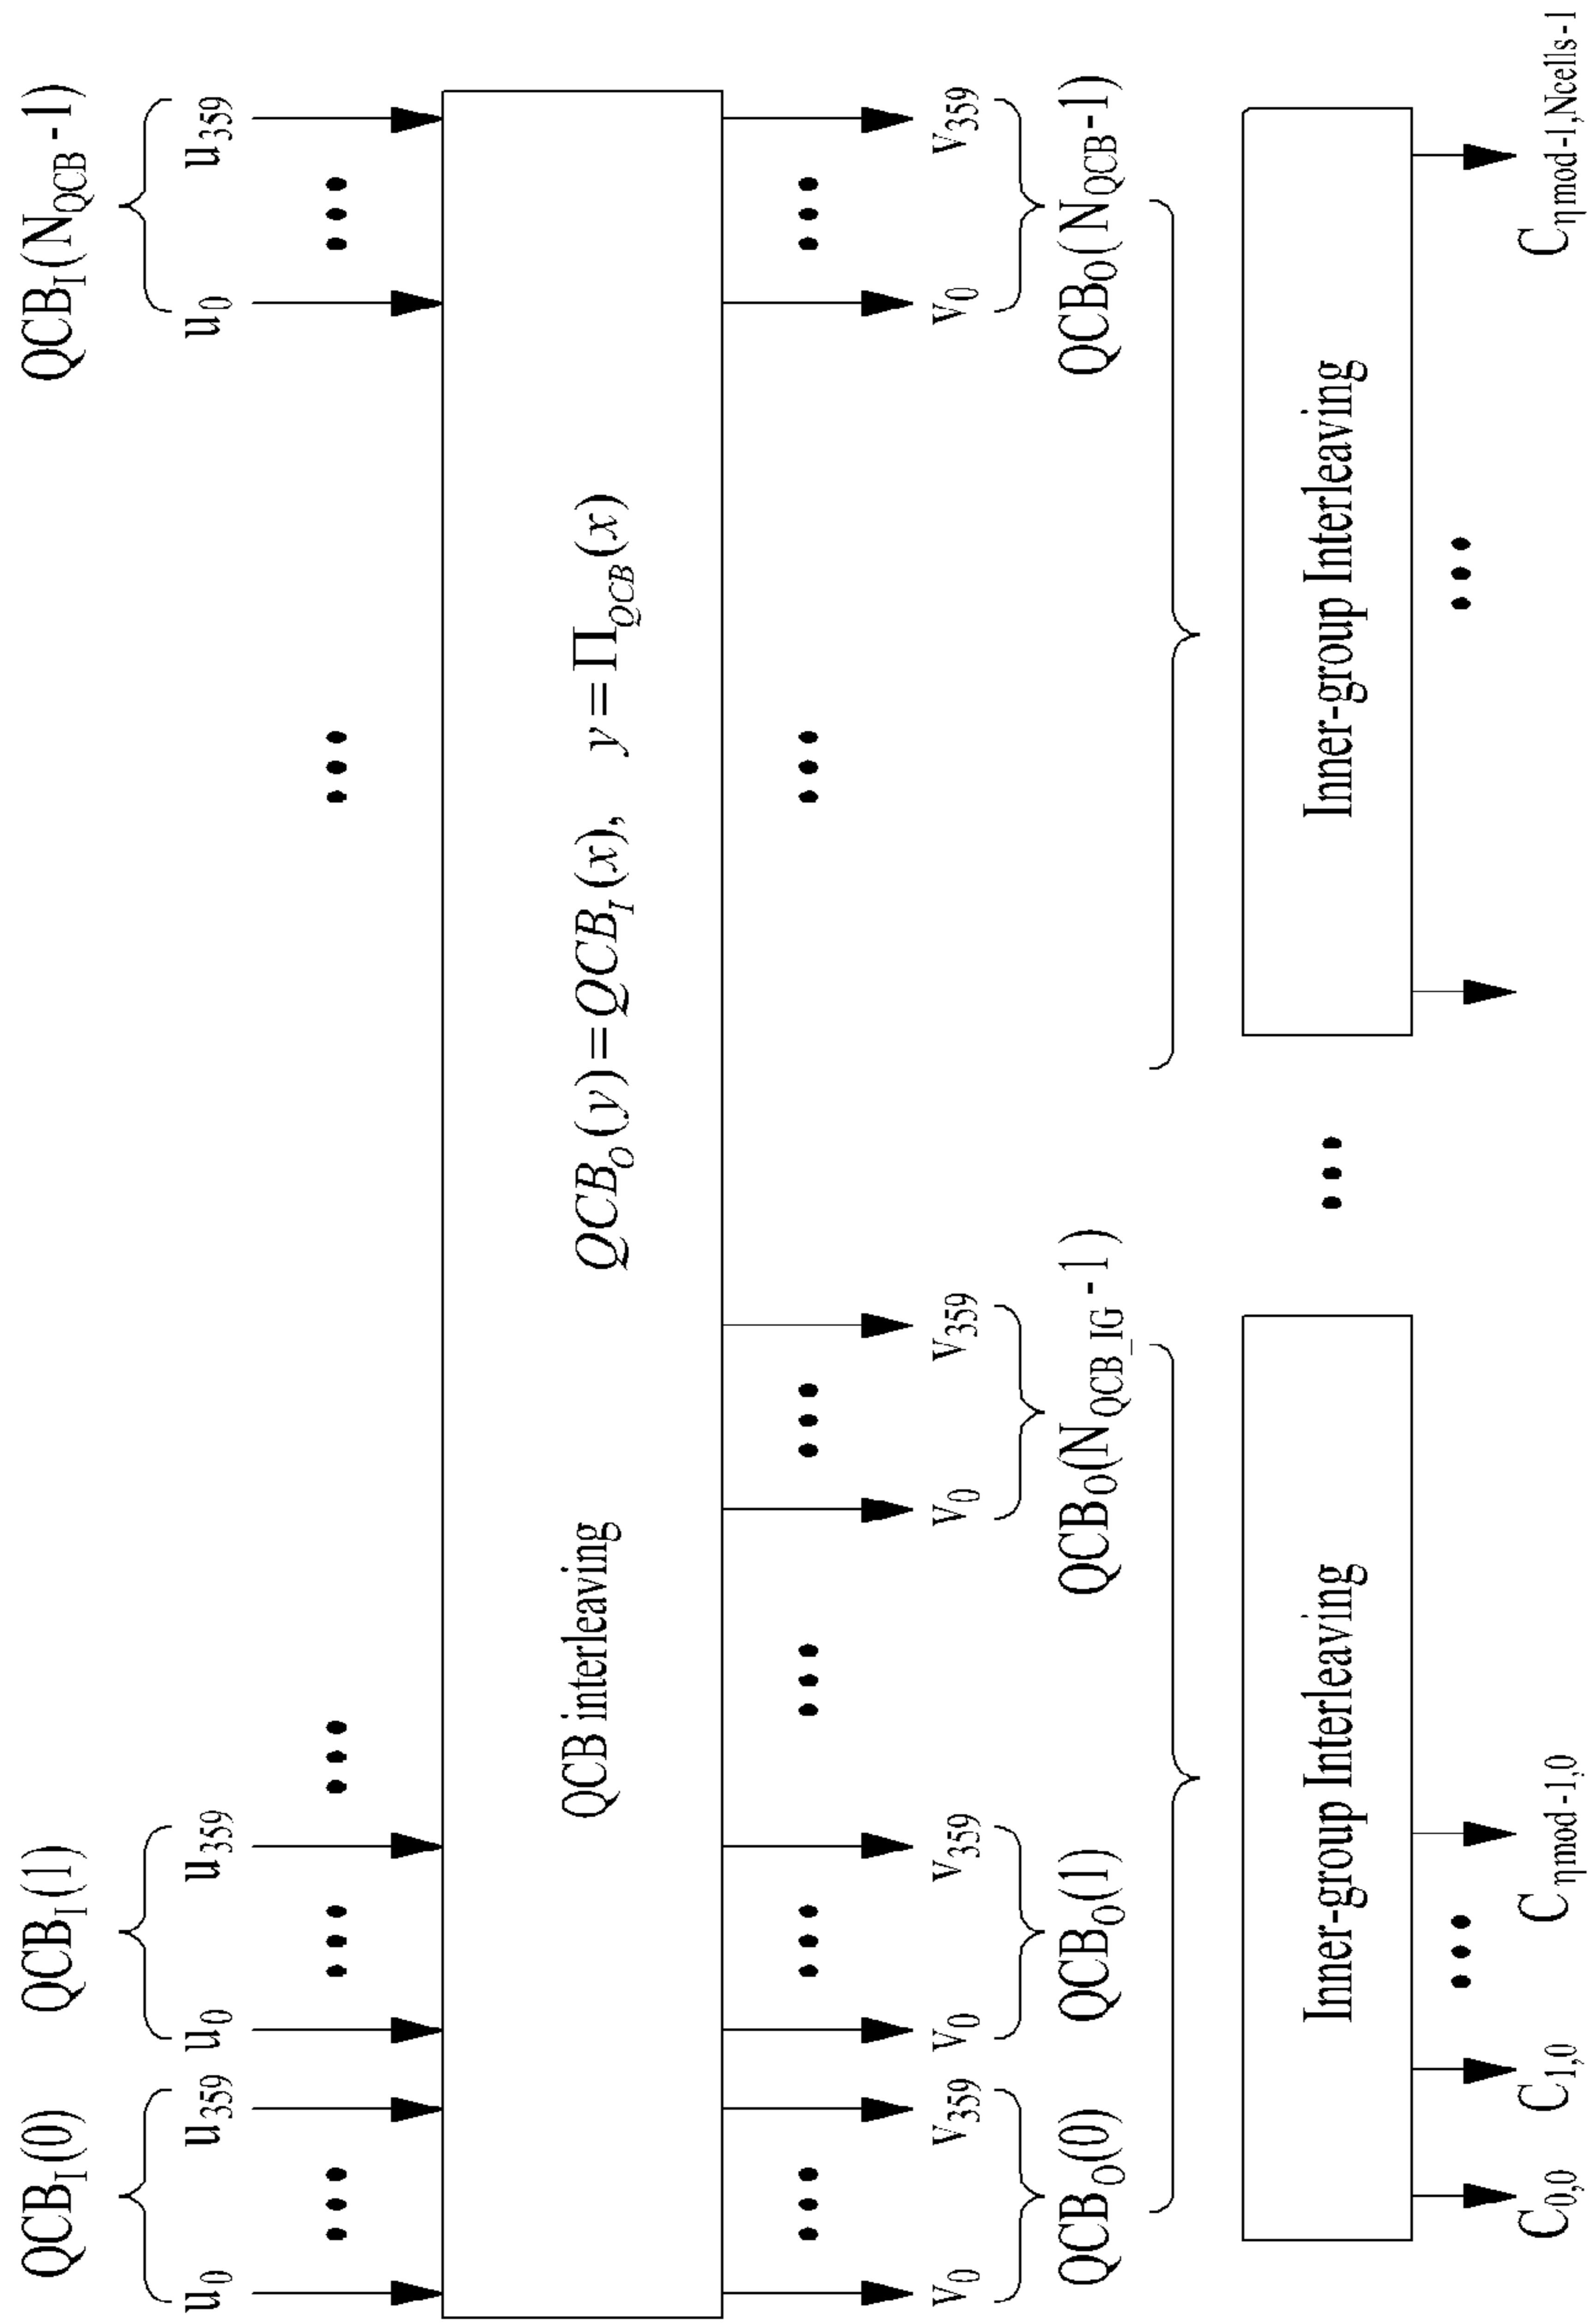 QCB_I(0) QCB_I(1) QCB_I(N_QCB-1)
u_0 ••• u_359 u_0 ••• u_359 ••• ••• u_0 ••• u_359
QCB interleaving QCB_O(y)=QCB_I(x), y=Π_QCB(x)
v_0 ••• v_359 v_0 ••• v_359 ••• v_0 ••• v_359 ••• v_0 ••• v_359
QCB_O(0) QCB_O(1) QCB_O(N_QCB_IG-1) QCB_O(N_QCB-1)
Inner-group Interleaving ••• Inner-group Interleaving
C_0,0 C_1,0 ••• C_ηmod-1,0 ••• C_ηmod-1,Ncells-1